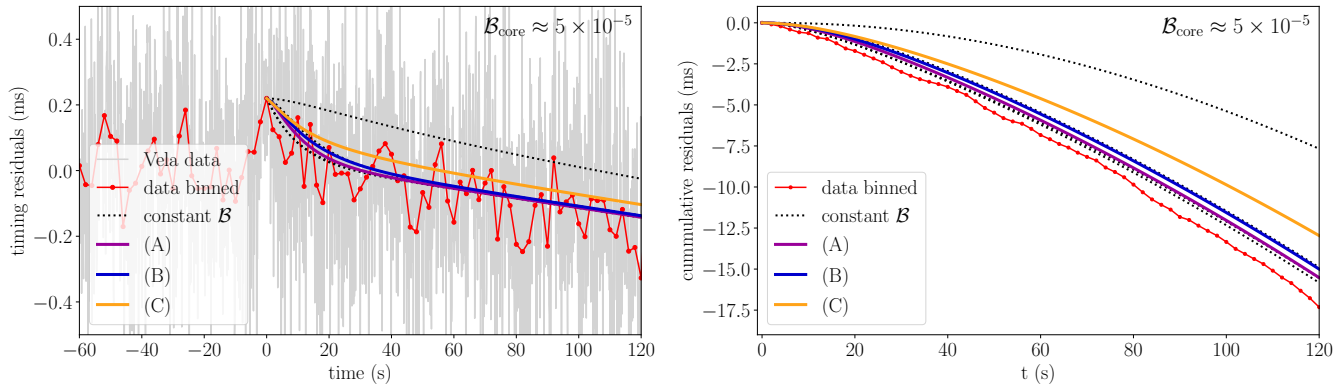 timing residuals (ms)
0.4
0.2
0.0
−0.2
−0.4
𝓑core ≈ 5 × 10⁻⁵
Vela data
data binned
constant 𝓑
(A)
(B)
(C)
−60 −40 −20 0 20 40 60 80 100 120
time (s)
cummulative residuals (ms)
0.0
−2.5
−5.0
−7.5
−10.0
−12.5
−15.0
−17.5
𝓑core ≈ 5 × 10⁻⁵
data binned
constant 𝓑
(A)
(B)
(C)
0 20 40 60 80 100 120
t (s)